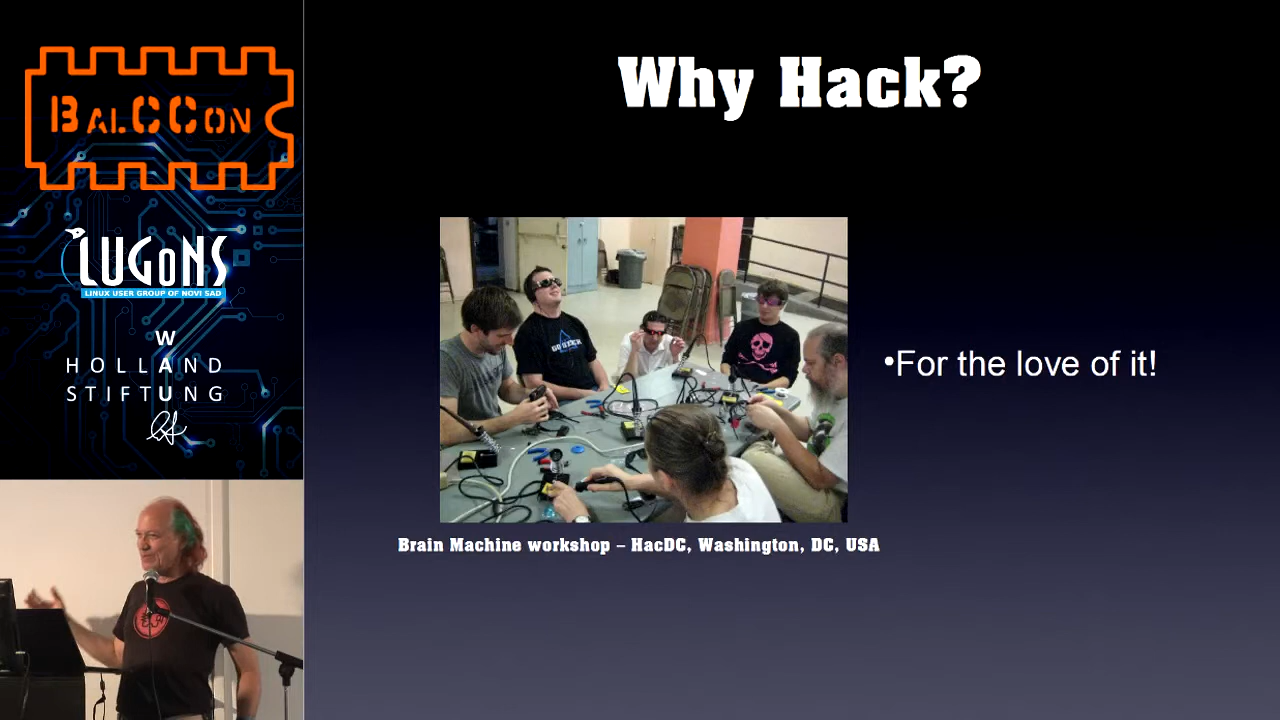 BALCCON
LUGONS
LINUX USER GROUP OF NOVI SAD
W
HOLLAND
U
STIFTUNG
Why Hack?
•For the love of it!
Brain Machine workshop – HacDC, Washington, DC, USA